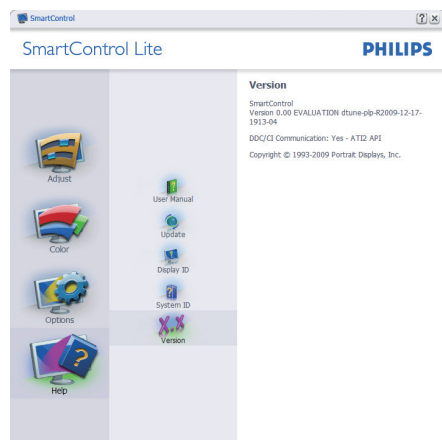 SmartControl
? x
SmartControl Lite
PHILIPS
Adjust
Color
Options
Help
User Manual
Update
Display ID
System ID
X.X
Version
Version
SmartControl
Version 0.00 EVALUATION dtune-plp-R2009-12-17-
1913-04
DDC/CI Communication: Yes - ATI2 API
Copyright © 1993-2009 Portrait Displays, Inc.